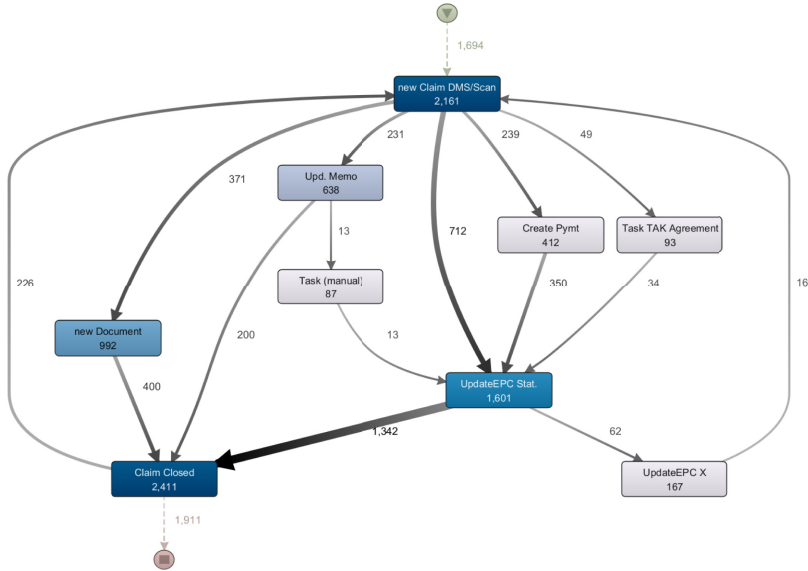 1,694
new Claim DMS/Scan
2,161
231
239
49
371
Upd. Memo
638
13
712
Create Pymt
412
Task TAK Agreement
93
226
Task (manual)
87
350
34
16
new Document
992
200
13
400
UpdateEPC Stat.
1,601
1,342
62
Claim Closed
2,411
UpdateEPC X
167
1,911